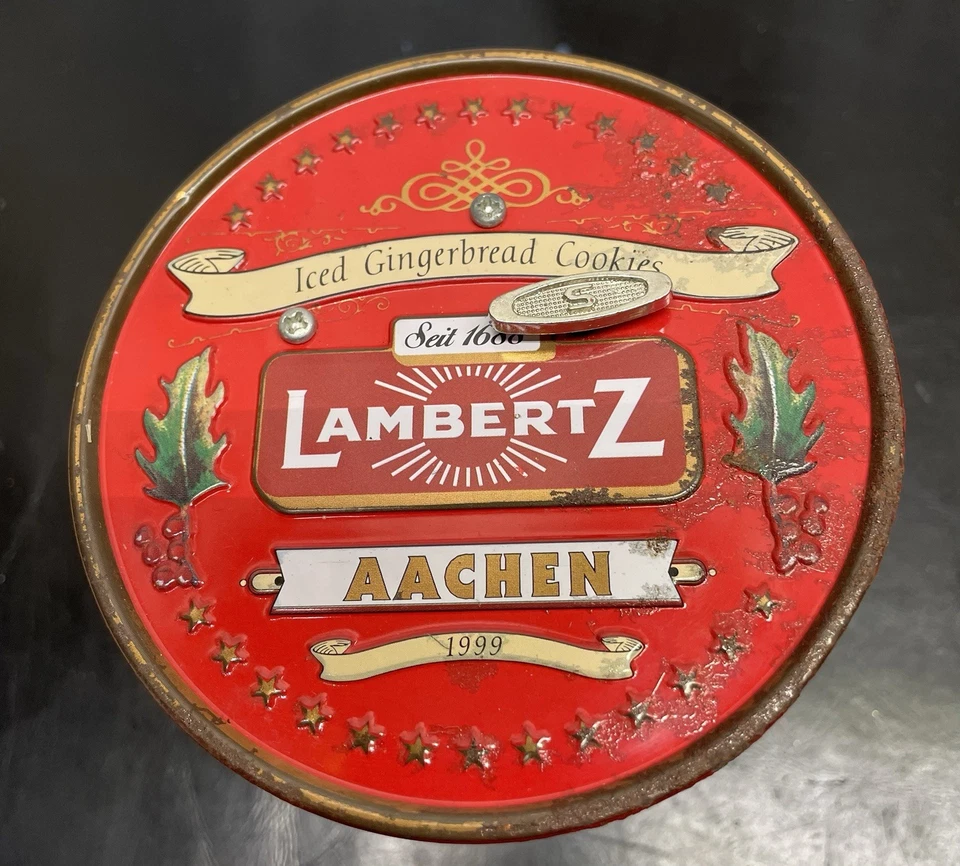 Iced Gingerbread Cookies
S
Seit 1688
LAMBERTZ
AACHEN
1999